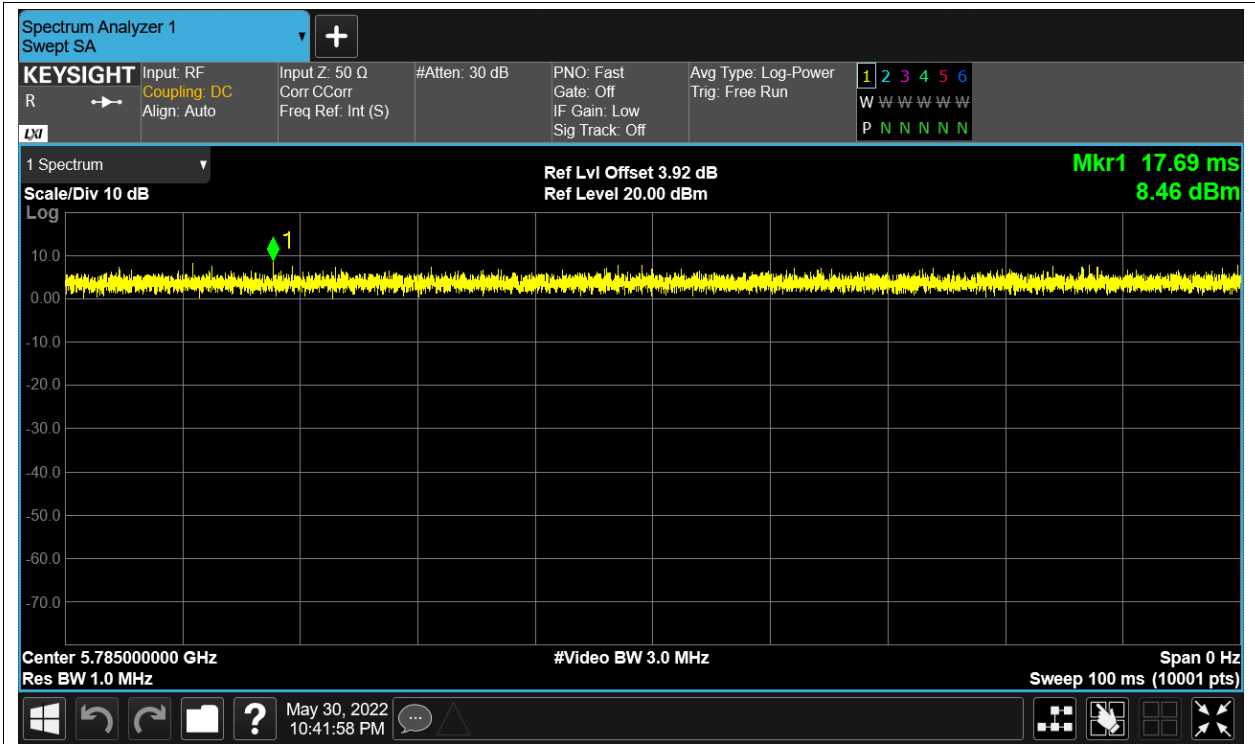 Spectrum Analyzer 1
Swept SA
KEYSIGHT
R
LXI
Input: RF
Coupling: DC
Align: Auto
Input Z: 50 Ω
Corr CCorr
Freq Ref: Int (S)
#Atten: 30 dB
PNO: Fast
Gate: Off
IF Gain: Low
Sig Track: Off
Avg Type: Log-Power
Trig: Free Run
1 2 3 4 5 6
W W W W W W
P N N N N N
1 Spectrum
Scale/Div 10 dB
Ref Lvl Offset 3.92 dB
Ref Level 20.00 dBm
Mkr1 17.69 ms
8.46 dBm
Log
1
10.0
0.00
-10.0
-20.0
-30.0
-40.0
-50.0
-60.0
-70.0
Center 5.785000000 GHz
Res BW 1.0 MHz
#Video BW 3.0 MHz
Span 0 Hz
Sweep 100 ms (10001 pts)
?
May 30, 2022
10:41:58 PM